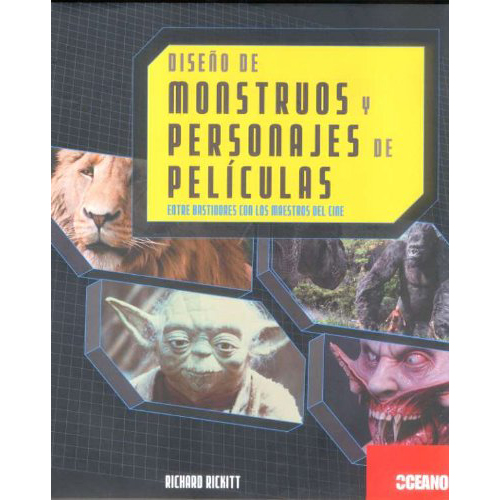 DISEÑO DE
MONSTRUOS Y
PERSONAJES DE
PELÍCULAS
ENTRE BASTIDORES CON LOS MAESTROS DEL CINE
RICHARD RICKITT
OCEANO